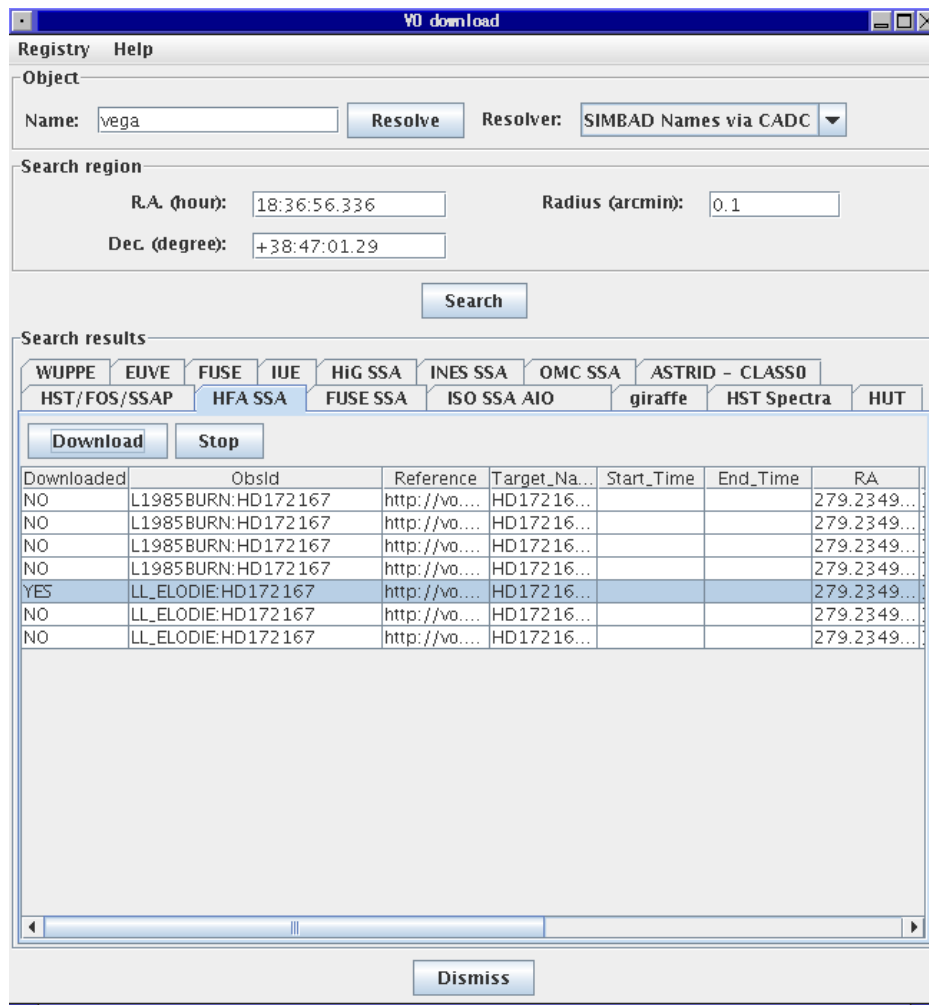 VO download
Registry Help
Object
Name: vega Resolve Resolver: SIMBAD Names via CADC
Search region
R.A. (hour): 18:36:56.336 Radius (arcmin): 0.1
Dec. (degree): +38:47:01.29
Search
Search results
WUPPE EUVE FUSE IUE HiG SSA INES SSA OMC SSA ASTRID - CLASS0
HST/FOS/SSAP HFA SSA FUSE SSA ISO SSA AIO giraffe HST Spectra HUT
Download Stop
Downloaded ObsId Reference Target_Na... Start_Time End_Time RA
NO L1985BURN:HD172167 http://vo.... HD17216... 279.2349...
NO L1985BURN:HD172167 http://vo.... HD17216... 279.2349...
NO L1985BURN:HD172167 http://vo.... HD17216... 279.2349...
NO L1985BURN:HD172167 http://vo.... HD17216... 279.2349...
YES LL_ELODIE:HD172167 http://vo.... HD17216... 279.2349...
NO LL_ELODIE:HD172167 http://vo.... HD17216... 279.2349...
NO LL_ELODIE:HD172167 http://vo.... HD17216... 279.2349...
Dismiss